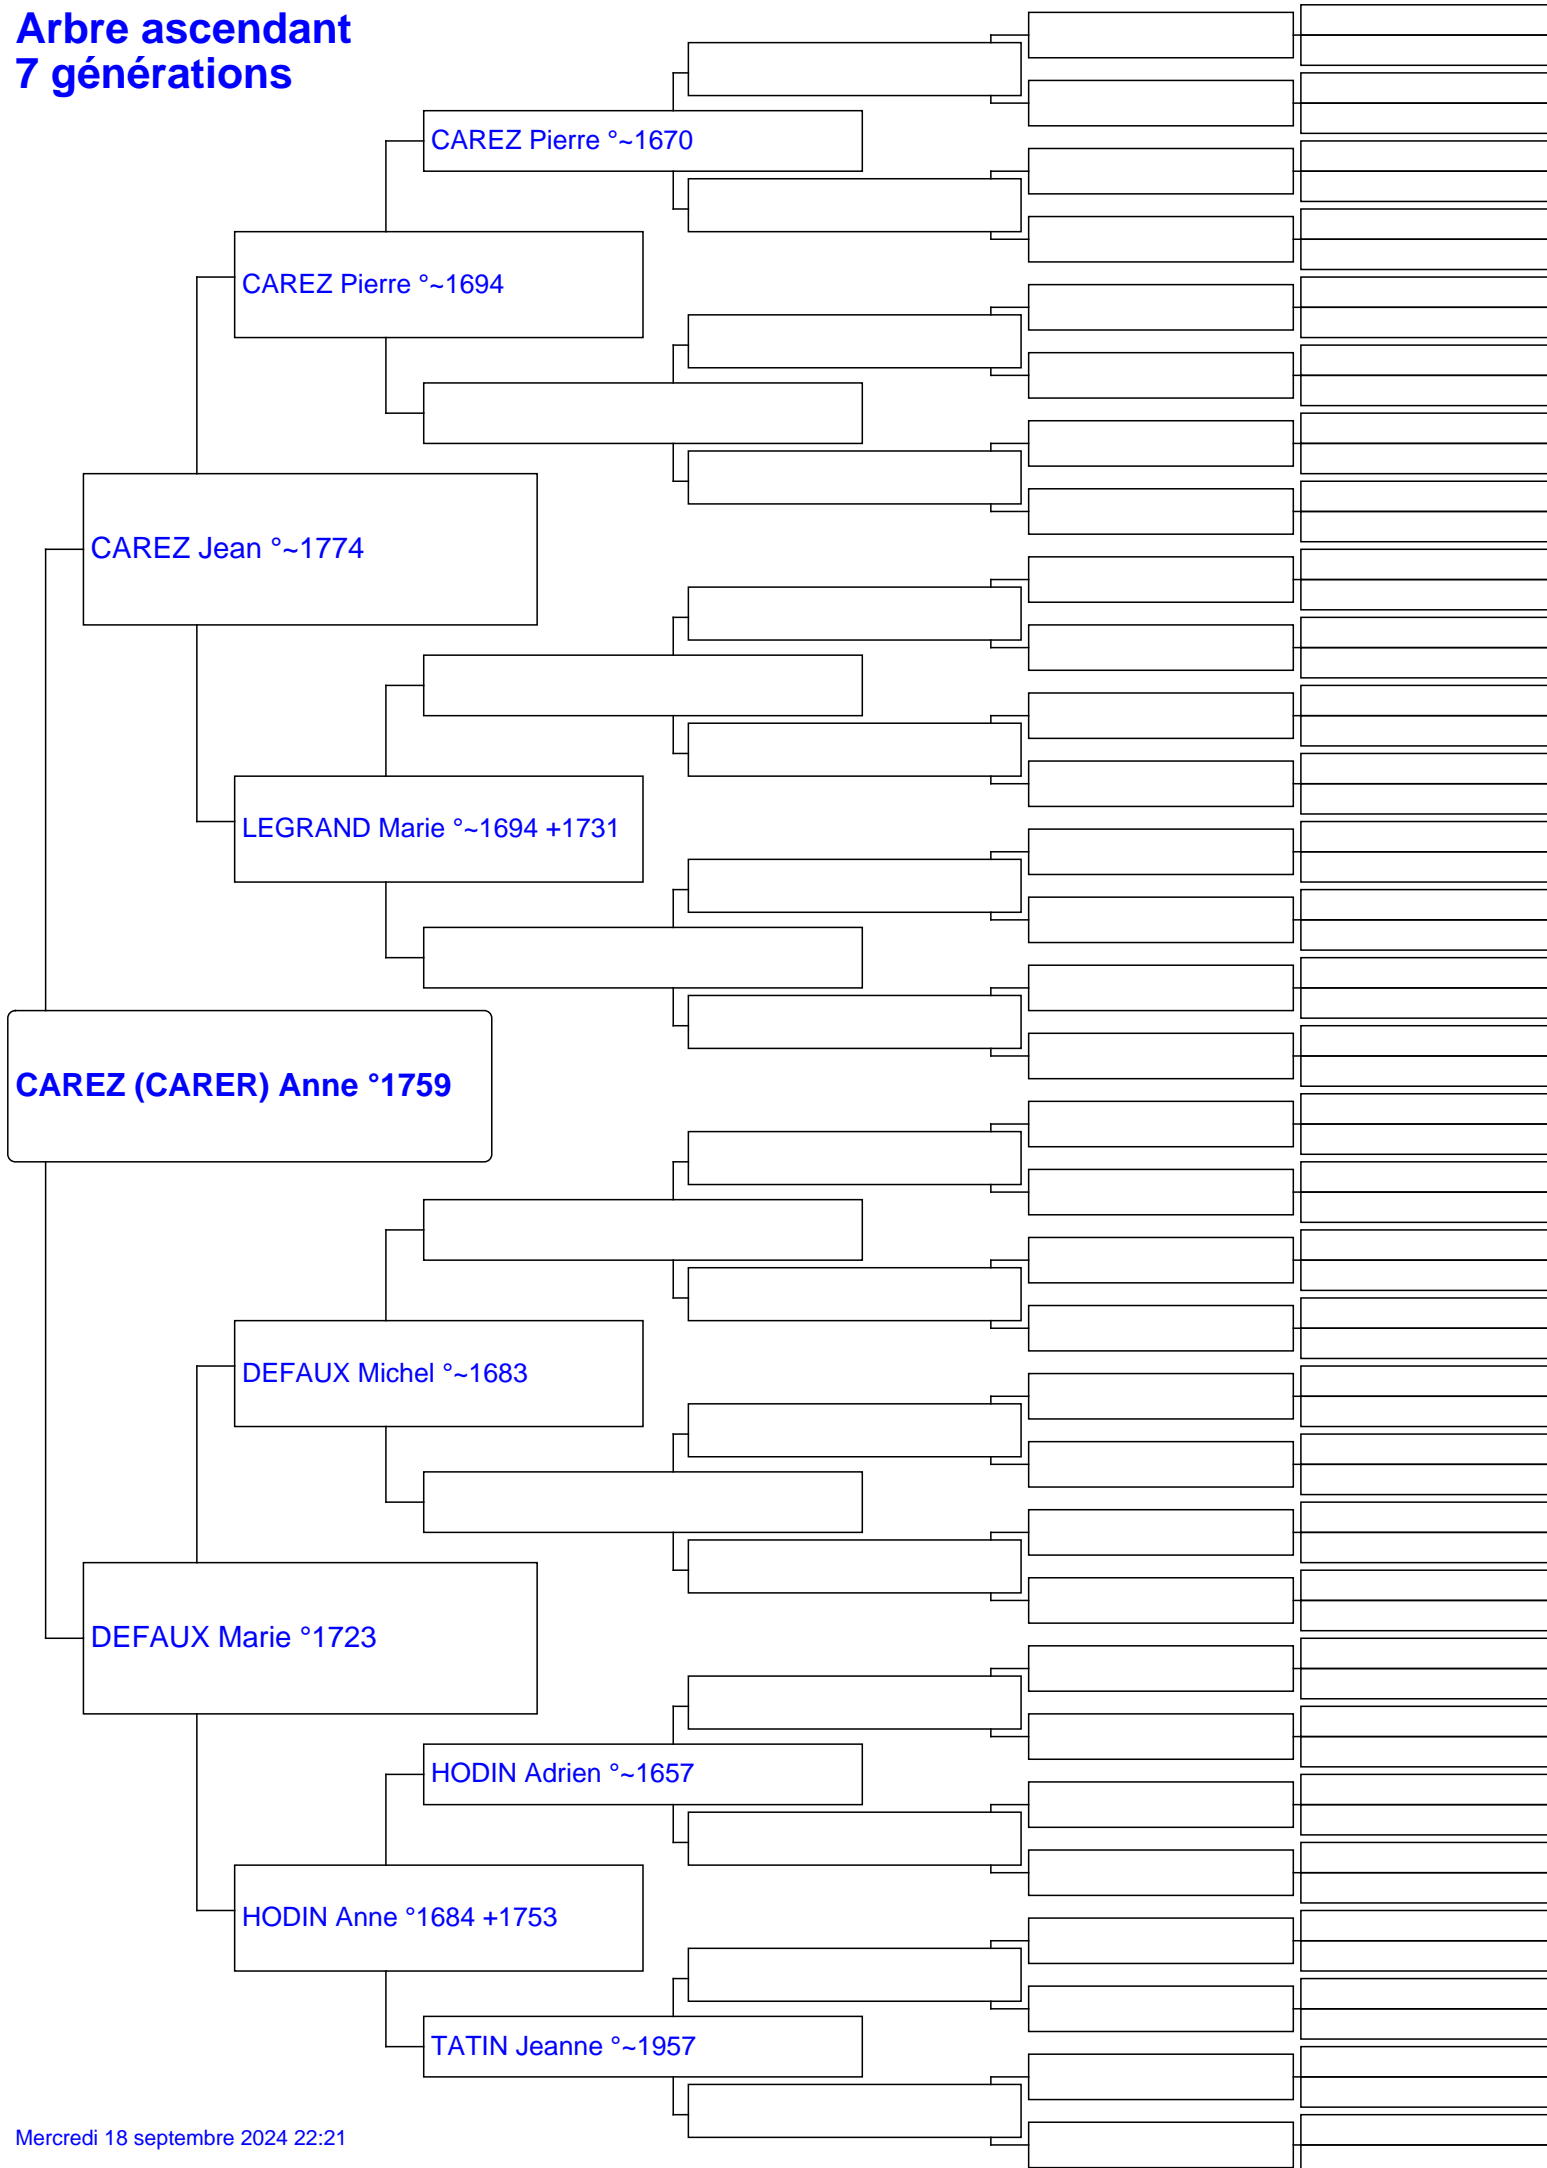 Arbre ascendant
7 générations
CAREZ Pierre °~1670
CAREZ Pierre °~1694
CAREZ Jean °~1774
LEGRAND Marie °~1694 +1731
CAREZ (CARER) Anne °1759
DEFAUX Michel °~1683
DEFAUX Marie °1723
HODIN Adrien °~1657
HODIN Anne °1684 +1753
TATIN Jeanne °~1957
Mercredi 18 septembre 2024 22:21